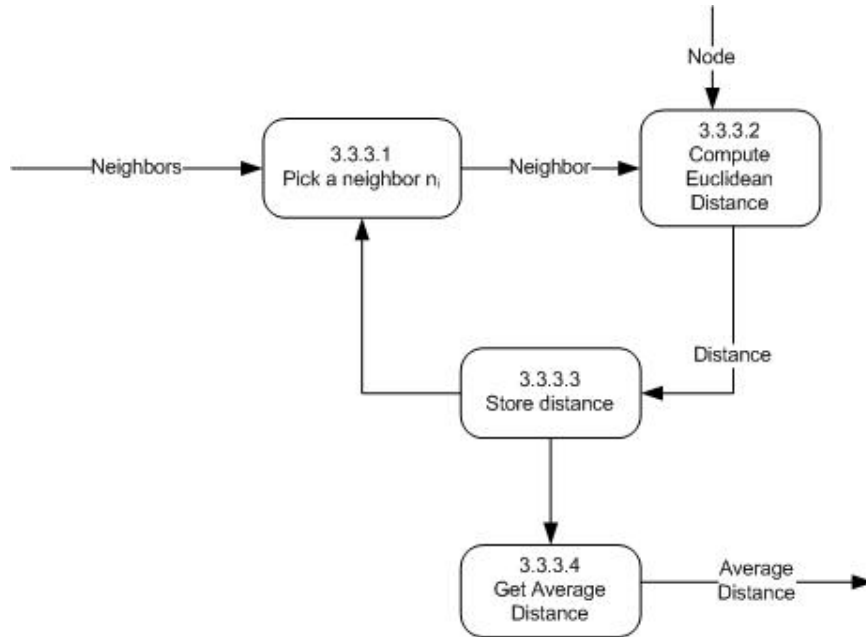 Node
3.3.3.1
Pick a neighbor nᵢ
3.3.3.2
Compute
Euclidean
Distance
Neighbors
Neighbor
Distance
3.3.3.3
Store distance
3.3.3.4
Get Average
Distance
Average
Distance